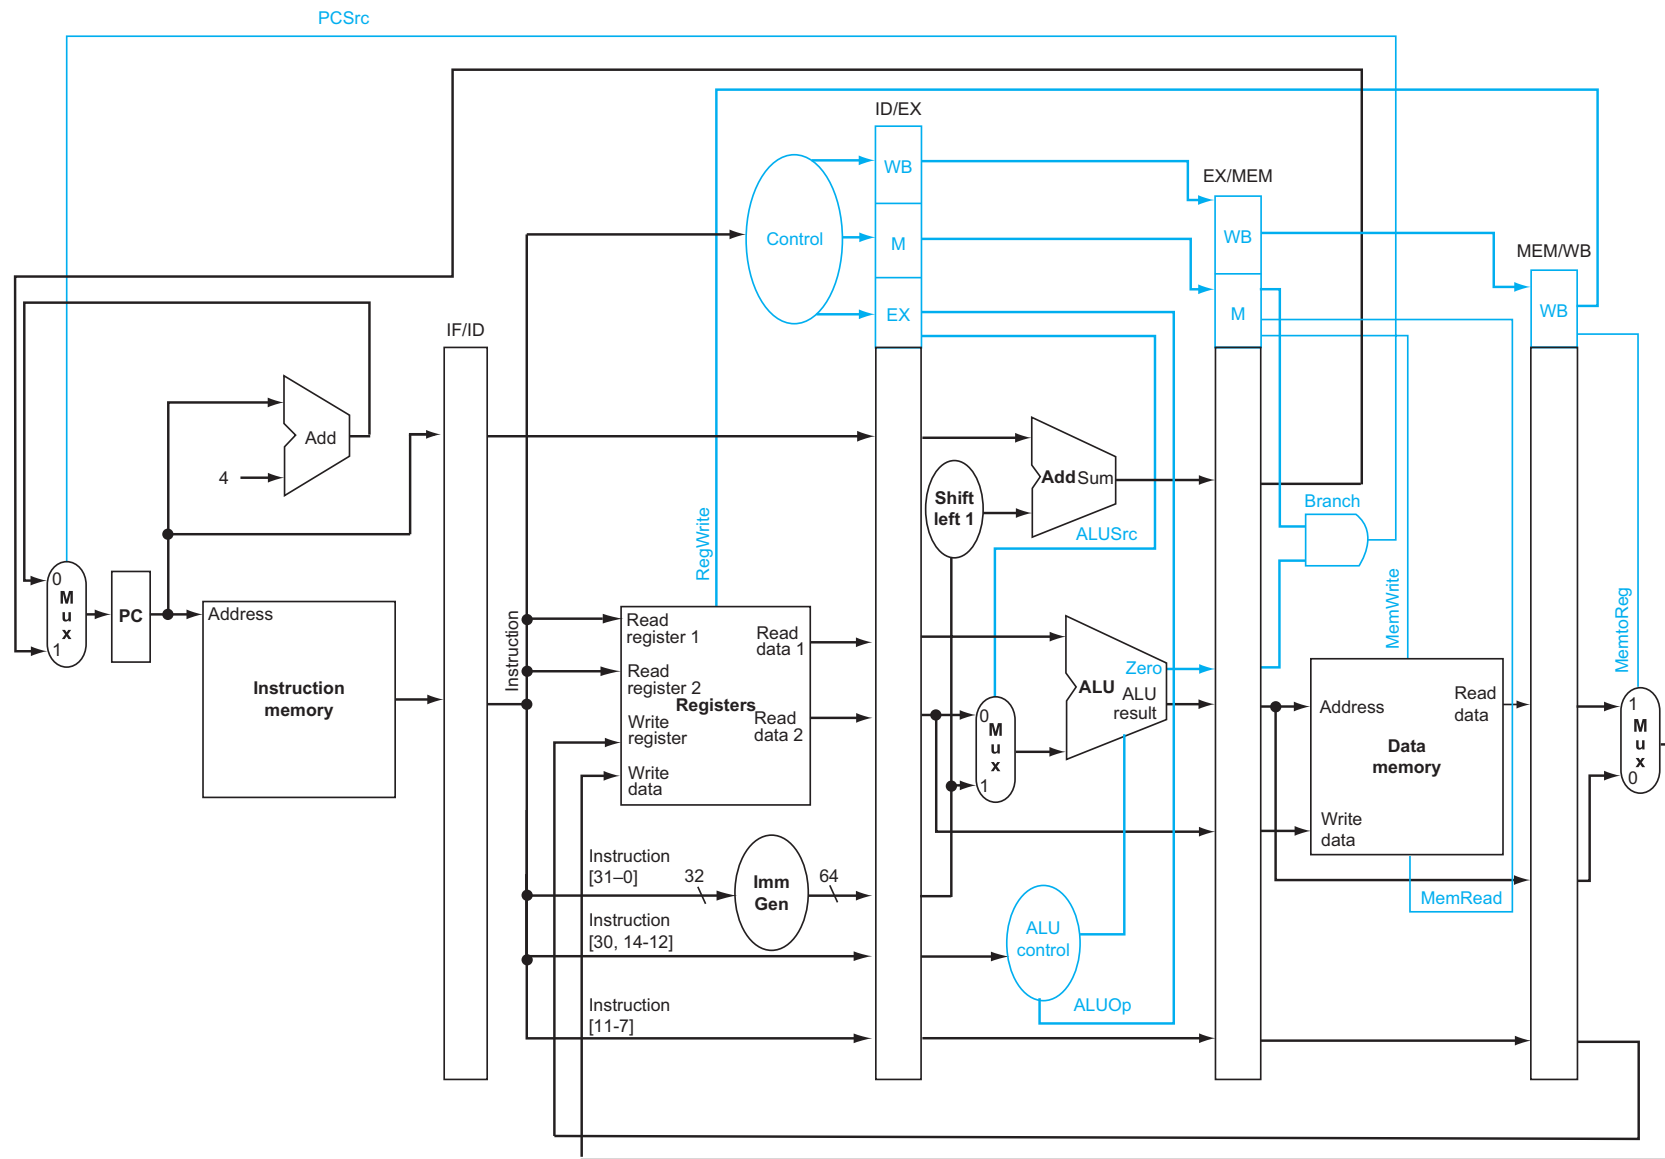 PCSrc
ID/EX
WB
EX/MEM
Control
M
WB
MEM/WB
EX
M
WB
IF/ID
Add
4
Add Sum
Shift
left 1
Branch
ALUSrc
RegWrite
MemWrite
MemtoReg
0
M
u
x
1
PC
Address
Instruction
memory
Instruction
Read
register 1
Read
register 2
Write
register
Write
data
Registers
Read
data 1
Read
data 2
0
M
u
x
1
Zero
ALU
ALU
result
Address
Read
data
Data
memory
Write
data
1
M
u
x
0
Instruction
[31–0]
32
Imm
Gen
64
MemRead
Instruction
[30, 14-12]
ALU
control
Instruction
[11-7]
ALUOp